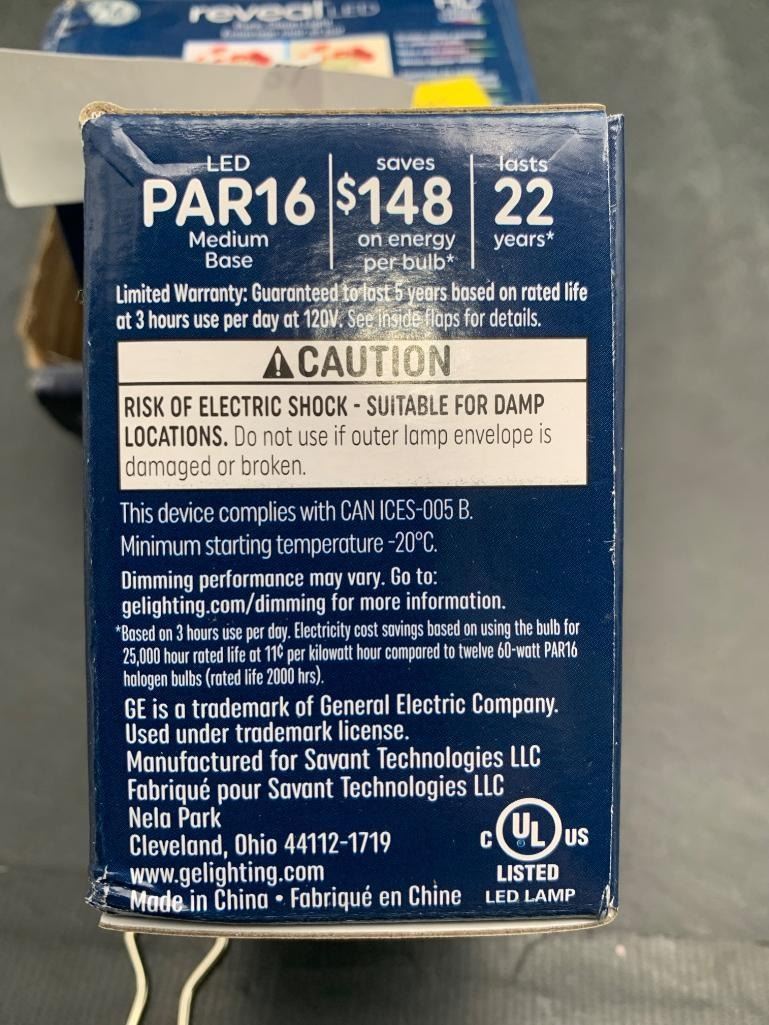 reveal LED
HD
LED
PAR16
Medium
Base
saves
$148
on energy
per bulb*
lasts
22
years*
Limited Warranty: Guaranteed to last 5 years based on rated life
at 3 hours use per day at 120V. See inside flaps for details.
CAUTION
RISK OF ELECTRIC SHOCK - SUITABLE FOR DAMP
LOCATIONS. Do not use if outer lamp envelope is
damaged or broken.
This device complies with CAN ICES-005 B.
Minimum starting temperature -20°C.
Dimming performance may vary. Go to:
gelighting.com/dimming for more information.
*Based on 3 hours use per day. Electricity cost savings based on using the bulb for
25,000 hour rated life at 11¢ per kilowatt hour compared to twelve 60-watt PAR16
halogen bulbs (rated life 2000 hrs).
GE is a trademark of General Electric Company.
Used under trademark license.
Manufactured for Savant Technologies LLC
Fabriqué pour Savant Technologies LLC
Nela Park
Cleveland, Ohio 44112-1719
www.gelighting.com
Made in China • Fabriqué en Chine
C UL US
LISTED
LED LAMP